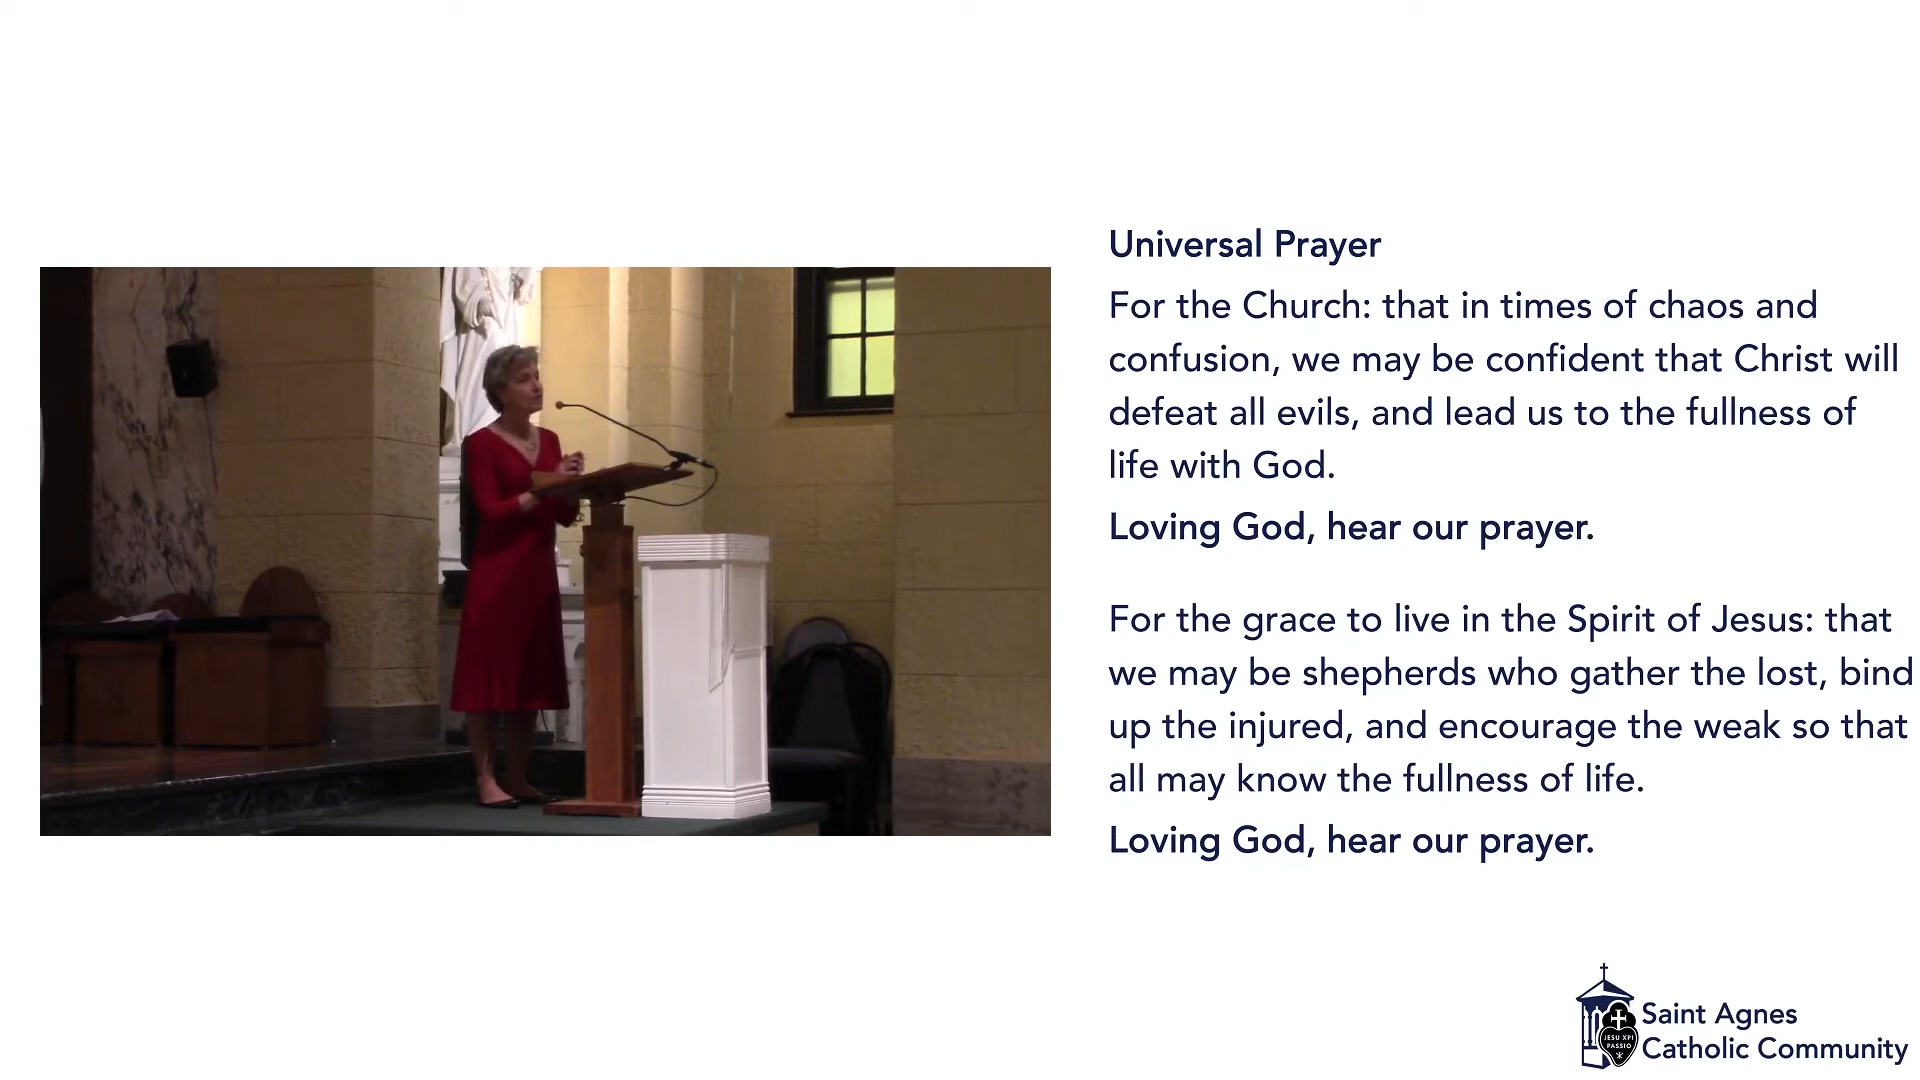 Universal Prayer
For the Church: that in times of chaos and
confusion, we may be confident that Christ will
defeat all evils, and lead us to the fullness of
life with God.
Loving God, hear our prayer.
For the grace to live in the Spirit of Jesus: that
we may be shepherds who gather the lost, bind
up the injured, and encourage the weak so that
all may know the fullness of life.
Loving God, hear our prayer.
JESU XPI
PASSIO
Saint Agnes
Catholic Community